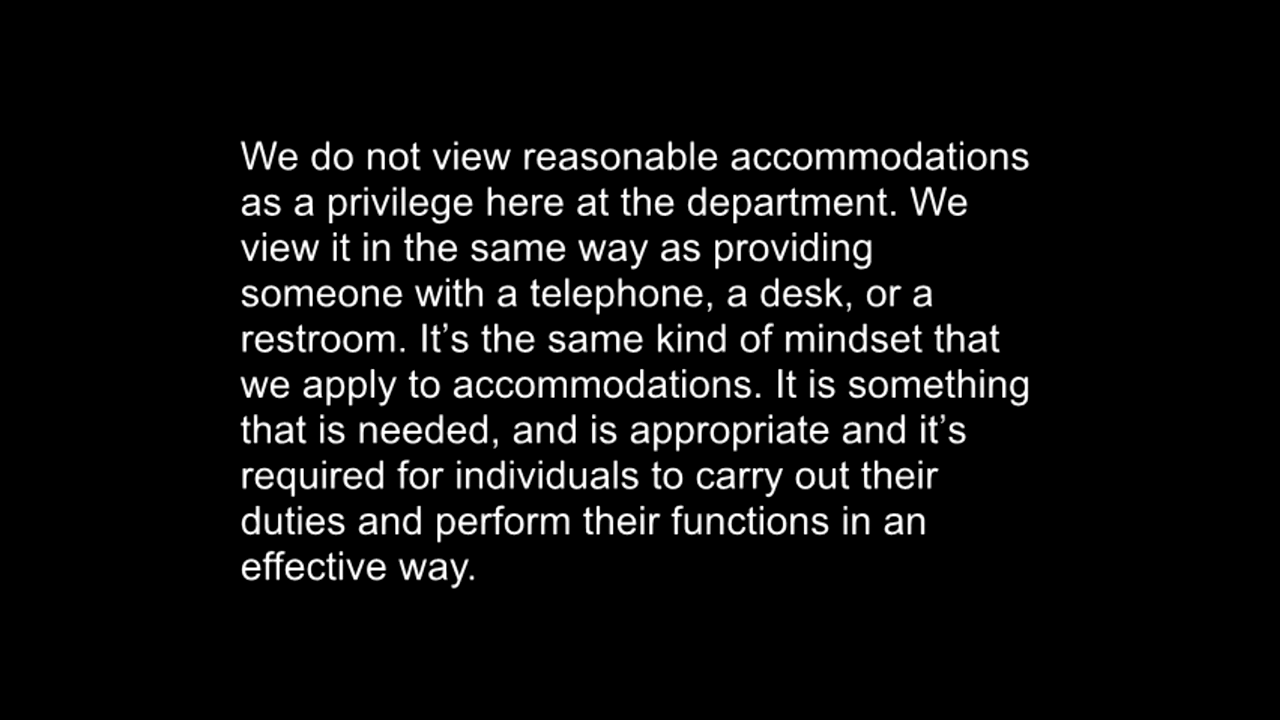 We do not view reasonable accommodations
as a privilege here at the department. We
view it in the same way as providing
someone with a telephone, a desk, or a
restroom. It’s the same kind of mindset that
we apply to accommodations. It is something
that is needed, and is appropriate and it’s
required for individuals to carry out their
duties and perform their functions in an
effective way.